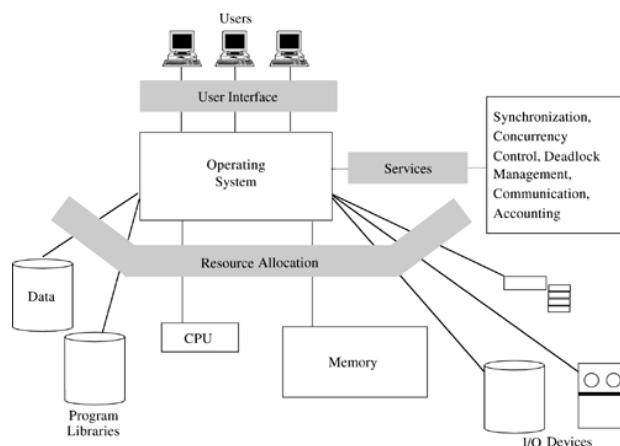 Users
User Interface
Operating
System
Services
Synchronization,
Concurrency
Control, Deadlock
Management,
Communication,
Accounting
Resource Allocation
Data
CPU
Memory
Program
Libraries
I/O Devices